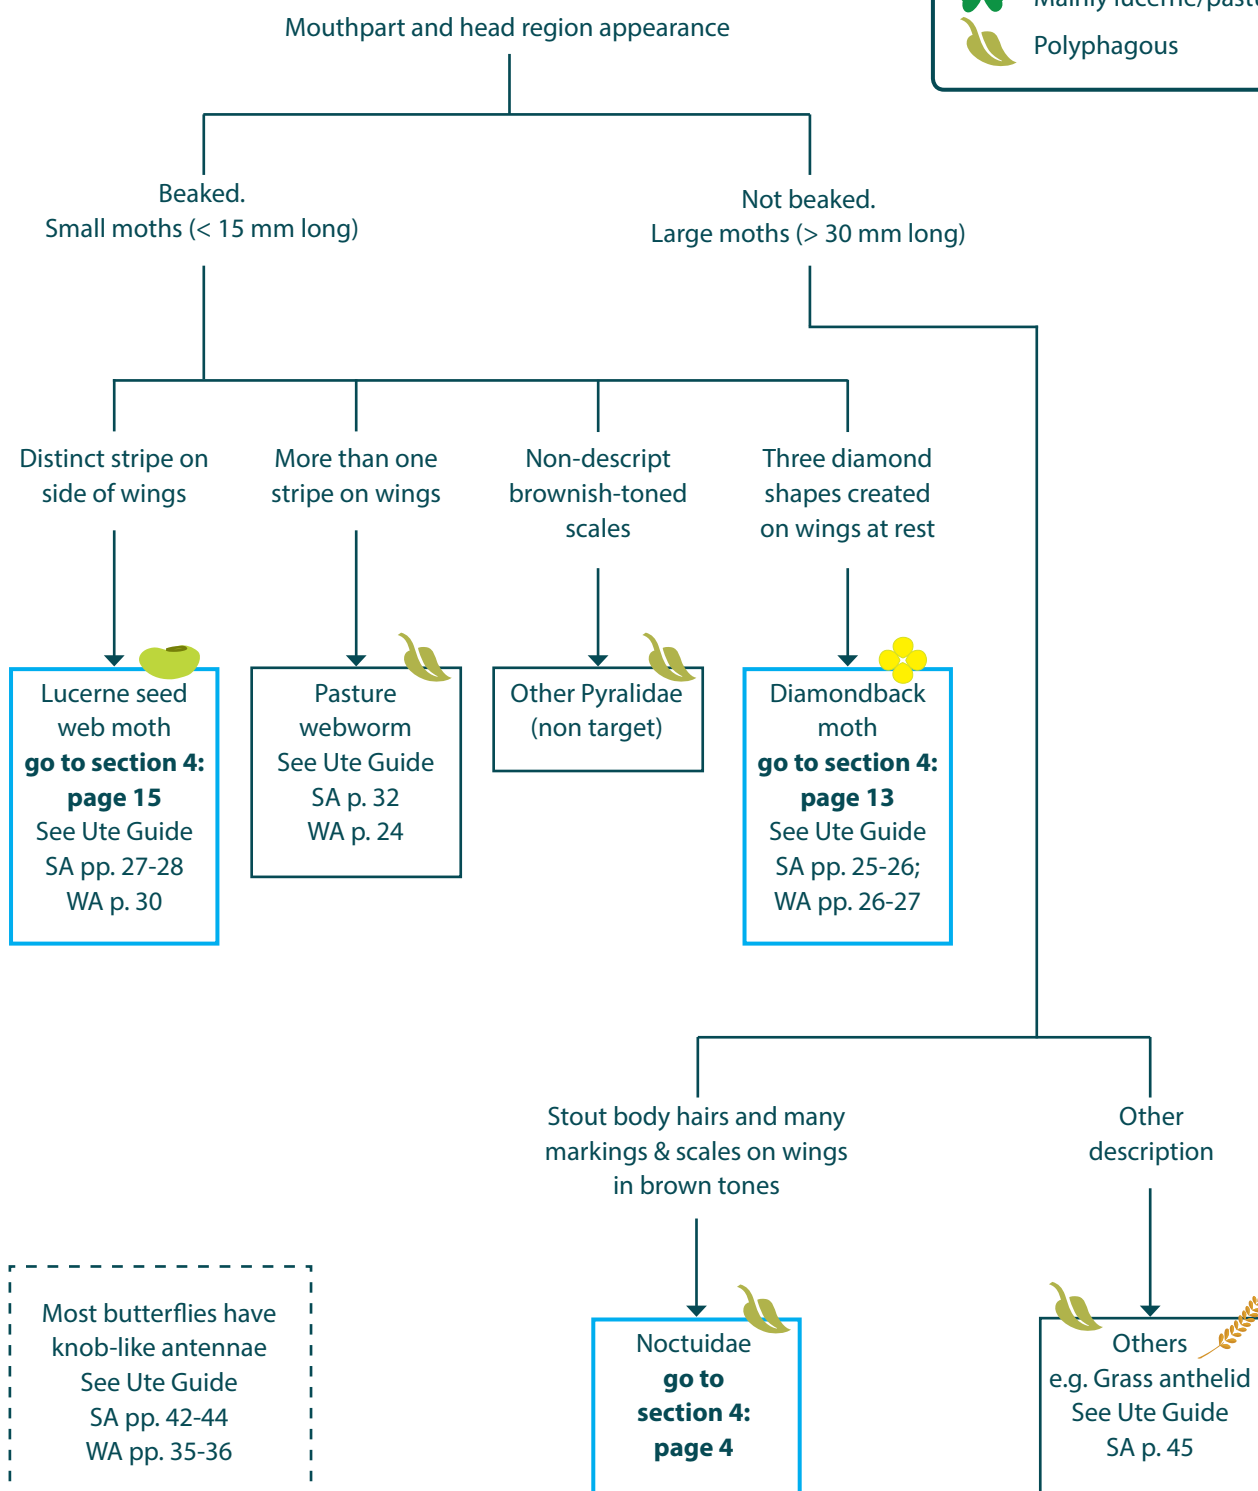 Mainly lucerne/pastu
Polyphagous
Mouthpart and head region appearance
Beaked.
Small moths (< 15 mm long)
Not beaked.
Large moths (> 30 mm long)
Distinct stripe on
side of wings
More than one
stripe on wings
Non-descript
brownish-toned
scales
Three diamond
shapes created
on wings at rest
Lucerne seed
web moth
go to section 4:
page 15
See Ute Guide
SA pp. 27-28
WA p. 30
Pasture
webworm
See Ute Guide
SA p. 32
WA p. 24
Other Pyralidae
(non target)
Diamondback
moth
go to section 4:
page 13
See Ute Guide
SA pp. 25-26;
WA pp. 26-27
Stout body hairs and many
markings & scales on wings
in brown tones
Other
description
Most butterflies have
knob-like antennae
See Ute Guide
SA pp. 42-44
WA pp. 35-36
Noctuidae
go to
section 4:
page 4
Others
e.g. Grass anthelid
See Ute Guide
SA p. 45